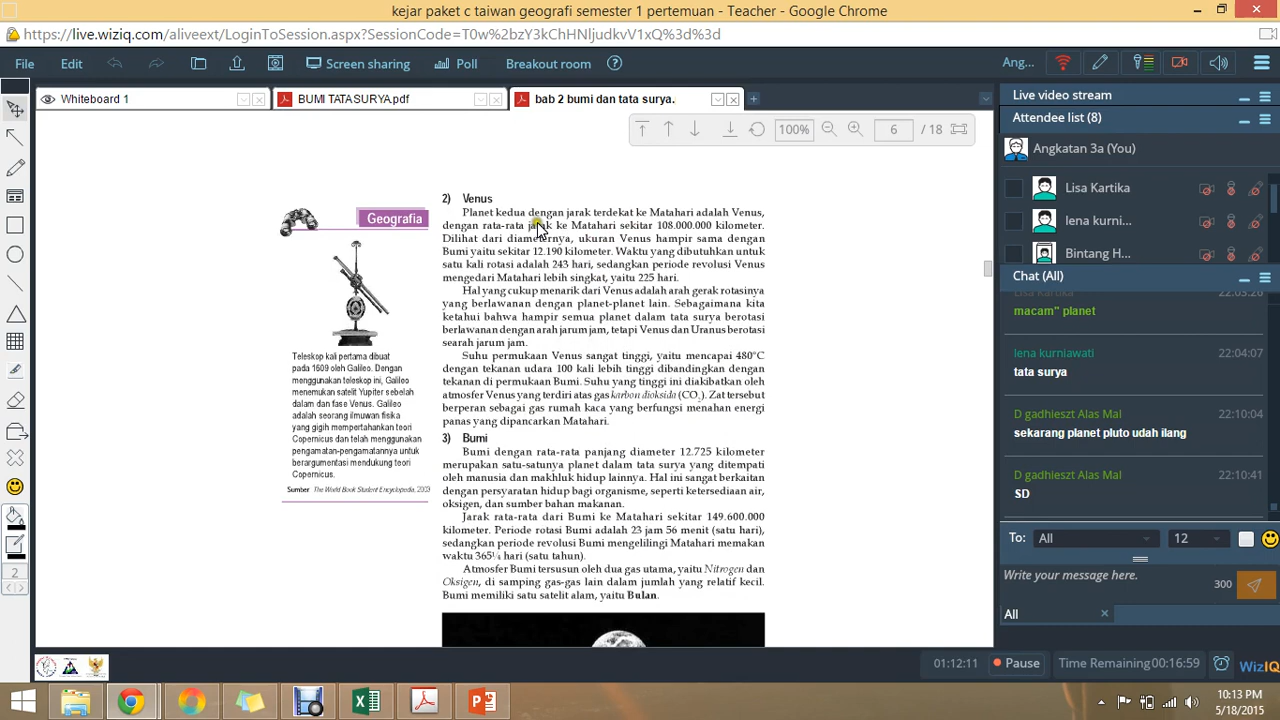 kejar paket c taiwan geografi semester 1 pertemuan - Teacher - Google Chrome
https://live.wiziq.com/aliveext/LoginToSession.aspx?SessionCode=T0w%2bzY3kChHNljudkvV1xQ%3d%3d
File Edit Screen sharing Poll Breakout room ? Ang...
Whiteboard 1
BUMI TATASURYA.pdf
bab 2 bumi dan tata surya.
100% 6 / 18
Geografia
Teleskop kali pertama dibuat
pada 1609 oleh Galileo. Dengan
menggunakan teleskop ini, Galileo
menemukan satelit Yupiter sebelah
dalam dan fase Venus. Galileo
adalah seorang ilmuwan fisika
yang gigih mempertahankan teori
Copernicus dan telah menggunakan
pengamatan-pengamatannya untuk
berargumentasi mendukung teori
Copernicus.
Sumber The World Book Student Encyclopedia, 2003
2) Venus
Planet kedua dengan jarak terdekat ke Matahari adalah Venus,
dengan rata-rata jarak ke Matahari sekitar 108.000.000 kilometer.
Dilihat dari diameternya, ukuran Venus hampir sama dengan
Bumi yaitu sekitar 12.190 kilometer. Waktu yang dibutuhkan untuk
satu kali rotasi adalah 243 hari, sedangkan periode revolusi Venus
mengedari Matahari lebih singkat, yaitu 225 hari.
Hal yang cukup menarik dari Venus adalah arah gerak rotasinya
yang berlawanan dengan planet-planet lain. Sebagaimana kita
ketahui bahwa hampir semua planet dalam tata surya berotasi
berlawanan dengan arah jarum jam, tetapi Venus dan Uranus berotasi
searah jarum jam.
Suhu permukaan Venus sangat tinggi, yaitu mencapai 480°C
dengan tekanan udara 100 kali lebih tinggi dibandingkan dengan
tekanan di permukaan Bumi. Suhu yang tinggi ini diakibatkan oleh
atmosfer Venus yang terdiri atas gas karbon dioksida (CO₂). Zat tersebut
berperan sebagai gas rumah kaca yang berfungsi menahan energi
panas yang dipancarkan Matahari.
3) Bumi
Bumi dengan rata-rata panjang diameter 12.725 kilometer
merupakan satu-satunya planet dalam tata surya yang ditempati
oleh manusia dan makhluk hidup lainnya. Hal ini sangat berkaitan
dengan persyaratan hidup bagi organisme, seperti ketersediaan air,
oksigen, dan sumber bahan makanan.
Jarak rata-rata dari Bumi ke Matahari sekitar 149.600.000
kilometer. Periode rotasi Bumi adalah 23 jam 56 menit (satu hari),
sedangkan periode revolusi Bumi mengelilingi Matahari memakan
waktu 365¼ hari (satu tahun).
Atmosfer Bumi tersusun oleh dua gas utama, yaitu Nitrogen dan
Oksigen, di samping gas-gas lain dalam jumlah yang relatif kecil.
Bumi memiliki satu satelit alam, yaitu Bulan.
Live video stream
Attendee list (8)
Angkatan 3a (You)
Lisa Kartika
lena kurni...
Bintang H...
Chat (All)
Lisa Kartika 22:03:26
macam" planet
lena kurniawati 22:04:07
tata surya
D gadhieszt Alas Mal 22:10:04
sekarang planet pluto udah ilang
D gadhieszt Alas Mal 22:10:41
SD
To: All 12
Write your message here.
300
All
2
01:12:11 Pause Time Remaining 00:16:59 WizIQ
10:13 PM
5/18/2015